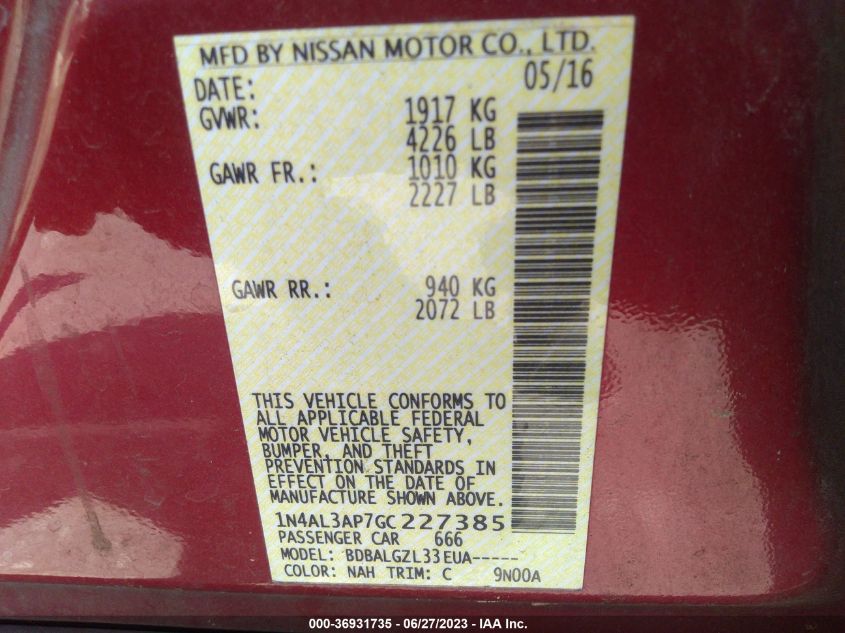 MFD BY NISSAN MOTOR CO., LTD.
DATE: 05/16
GVWR: 1917 KG
4226 LB
GAWR FR.: 1010 KG
2227 LB
GAWR RR.: 940 KG
2072 LB
THIS VEHICLE CONFORMS TO
ALL APPLICABLE FEDERAL
MOTOR VEHICLE SAFETY,
BUMPER, AND THEFT
PREVENTION STANDARDS IN
EFFECT ON THE DATE OF
MANUFACTURE SHOWN ABOVE.
1N4AL3AP7GC227385
PASSENGER CAR 666
MODEL: BDBALGZL33EUA-----
COLOR: NAH TRIM: C 9N00A
000-36931735 - 06/27/2023 - IAA Inc.